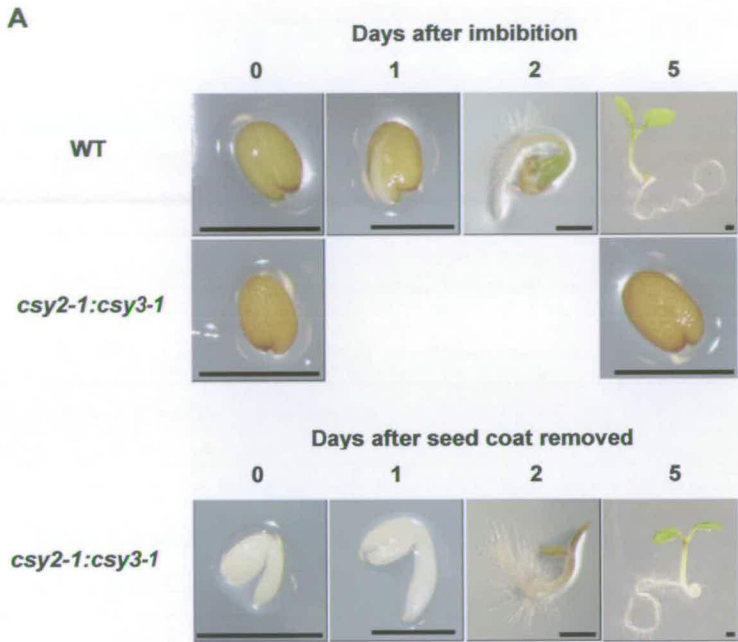 A
Days after imbibition
0 1 2 5
WT
csy2-1:csy3-1
Days after seed coat removed
0 1 2 5
csy2-1:csy3-1